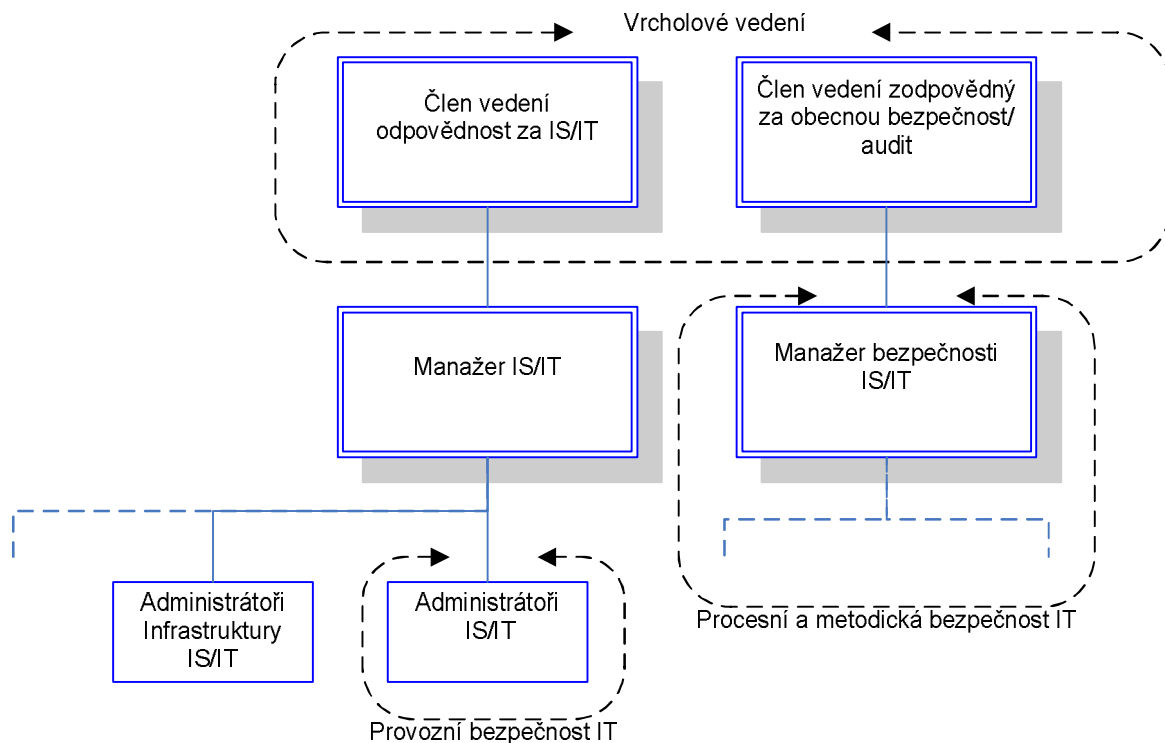 Vrcholové vedení
Člen vedení
odpovědnost za IS/IT
Člen vedení zodpovědný
za obecnou bezpečnost/
audit
Manažer IS/IT
Manažer bezpečnosti
IS/IT
Administrátoři
Infrastruktury
IS/IT
Administrátoři
IS/IT
Procesní a metodická bezpečnost IT
Provozní bezpečnost IT